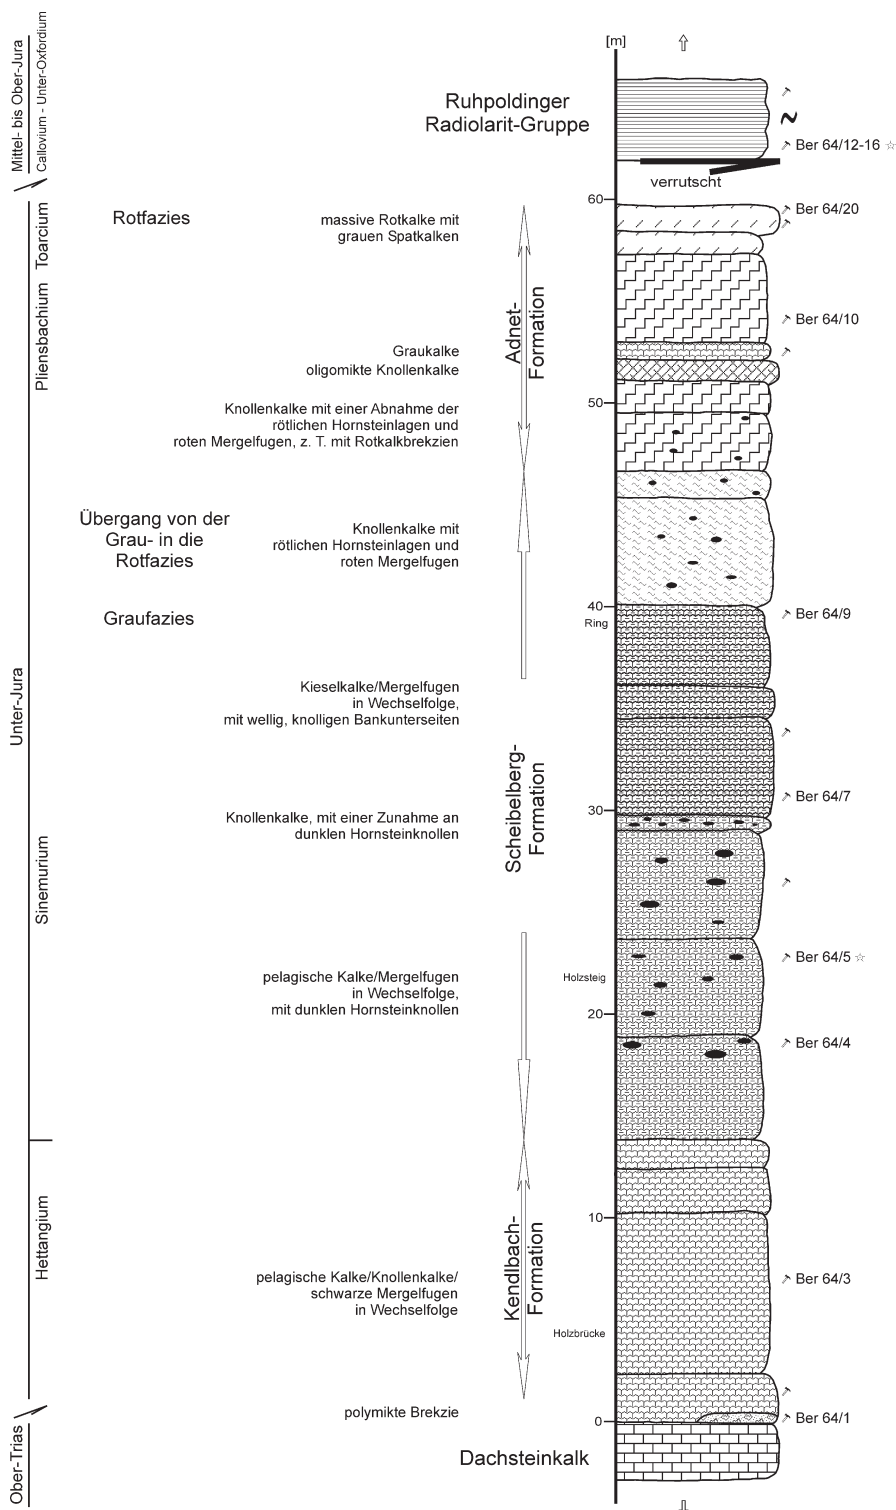 [m]
Mittel- bis Ober-Jura
Callovium - Unter-Oxfordium
Ruhpoldinger
Radiolarit-Gruppe
Ber 64/12-16 ☆
verrutscht
60
Toarcium
Rotfazies
massive Rotkalke mit
grauen Spatkalken
Ber 64/20
Pliensbachium
Adnet-
Formation
Ber 64/10
Graukalke
oligomikte Knollenkalke
50
Knollenkalke mit einer Abnahme der
rötlichen Hornsteinlagen und
roten Mergelfugen, z. T. mit Rotkalkbrekzien
Übergang von der
Grau- in die
Rotfazies
Knollenkalke mit
rötlichen Hornsteinlagen und
roten Mergelfugen
40
Graufazies
Ring
Ber 64/9
Unter-Jura
Kieselkalke/Mergelfugen
in Wechselfolge,
mit wellig, knolligen Bankunterseiten
Scheibelberg-
Formation
Ber 64/7
30
Knollenkalke, mit einer Zunahme an
dunklen Hornsteinknollen
Sinemurium
Ber 64/5 ☆
pelagische Kalke/Mergelfugen
in Wechselfolge,
mit dunklen Hornsteinknollen
Holzsteig
20
Ber 64/4
Hettangium
10
Kendlbach-
Formation
pelagische Kalke/Knollenkalke/
schwarze Mergelfugen
in Wechselfolge
Ber 64/3
Holzbrücke
polymikte Brekzie
0
Ber 64/1
Ober-Trias
Dachsteinkalk